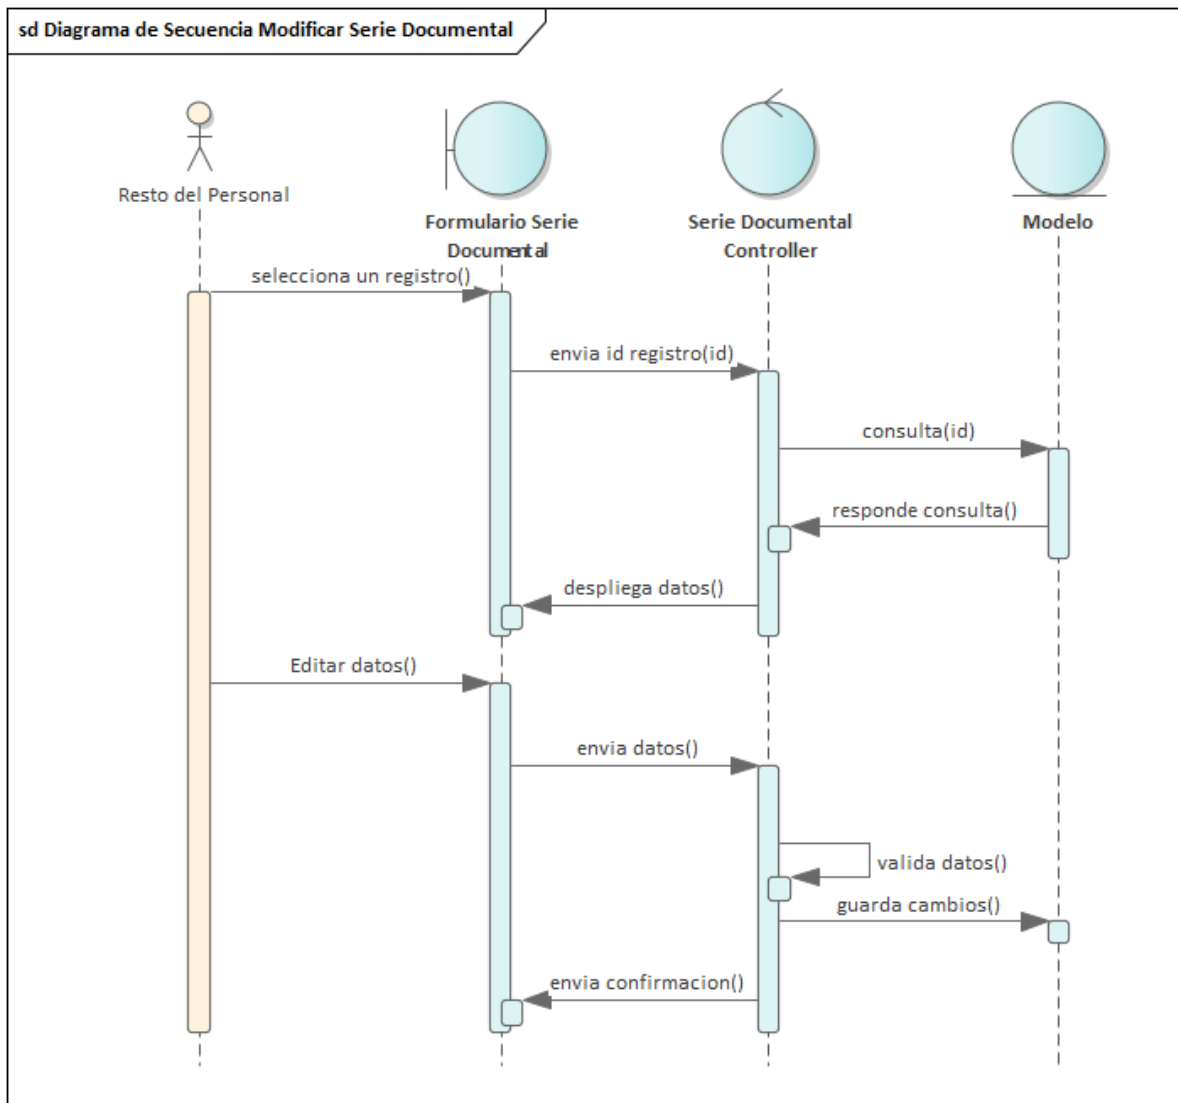 sd Diagrama de Secuencia Modificar Serie Documental
Resto del Personal
Formulario Serie
Documental
Serie Documental
Controller
Modelo
selecciona un registro()
envia id registro(id)
consulta(id)
responde consulta()
despliega datos()
Editar datos()
envia datos()
valida datos()
guarda cambios()
envia confirmacion()